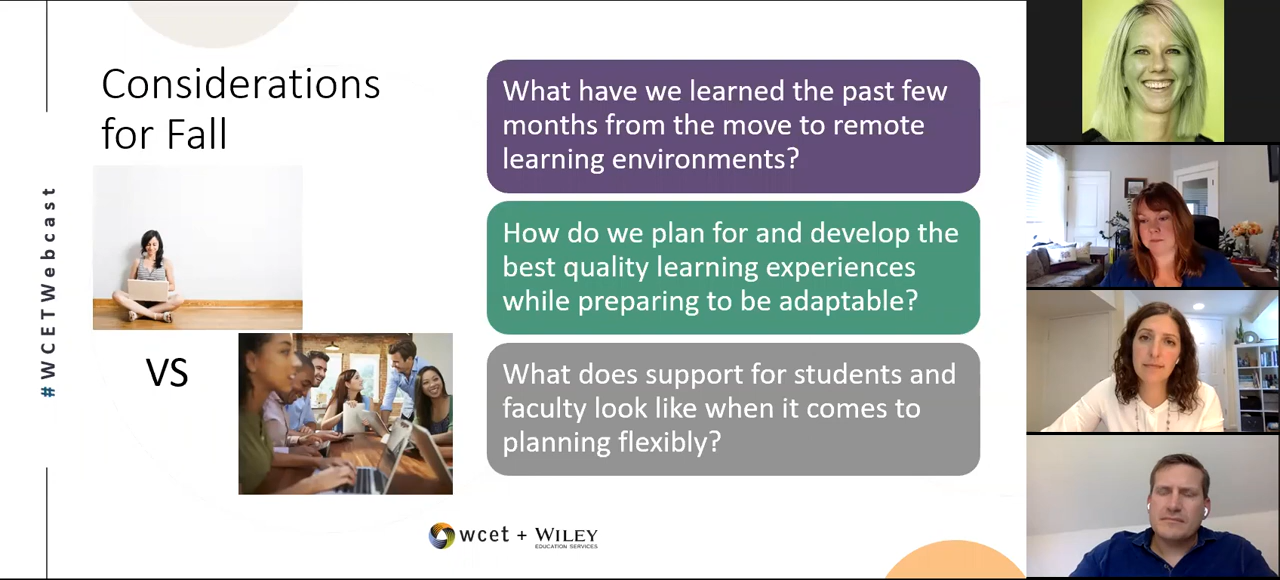 Considerations
for Fall
#WCETWebcast
VS
What have we learned the past few
months from the move to remote
learning environments?
How do we plan for and develop the
best quality learning experiences
while preparing to be adaptable?
What does support for students and
faculty look like when it comes to
planning flexibly?
wcet + WILEY
EDUCATION SERVICES